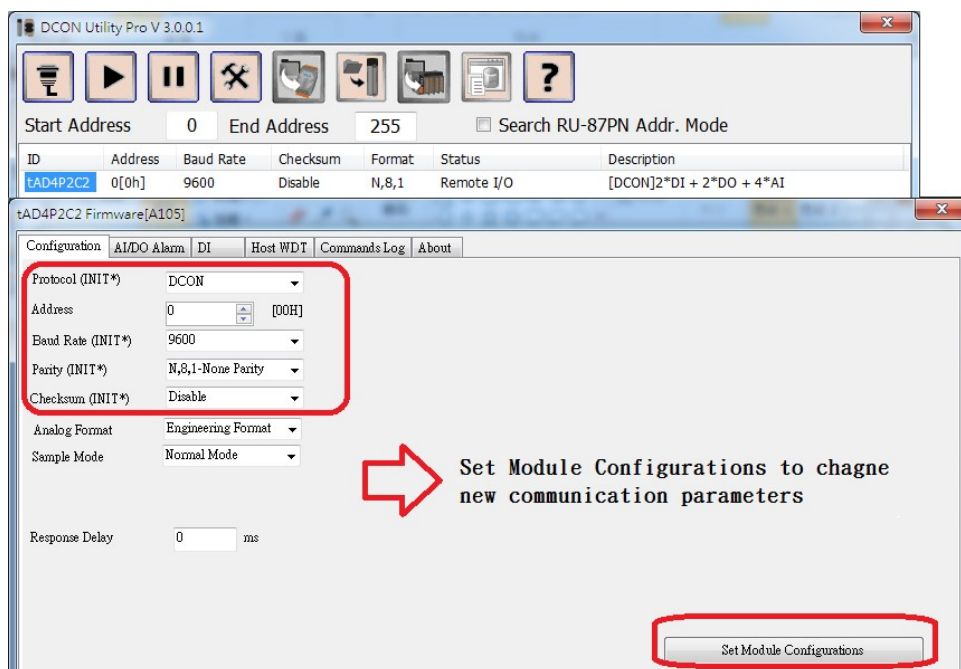 DCON Utility Pro V 3.0.0.1
Start Address 0 End Address 255 Search RU-87PN Addr. Mode
ID Address Baud Rate Checksum Format Status Description
tAD4P2C2 0[0h] 9600 Disable N,8,1 Remote I/O [DCON]2*DI + 2*DO + 4*AI
tAD4P2C2 Firmware[A105]
Configuration AI/DO Alarm DI Host WDT Commands Log About
Protocol (INIT*) DCON
Address 0 [00H]
Baud Rate (INIT*) 9600
Parity (INIT*) N,8,1-None Parity
Checksum (INIT*) Disable
Analog Format Engineering Format
Sample Mode Normal Mode
Set Module Configurations to chagne
new communication parameters
Response Delay 0 ms
Set Module Configurations